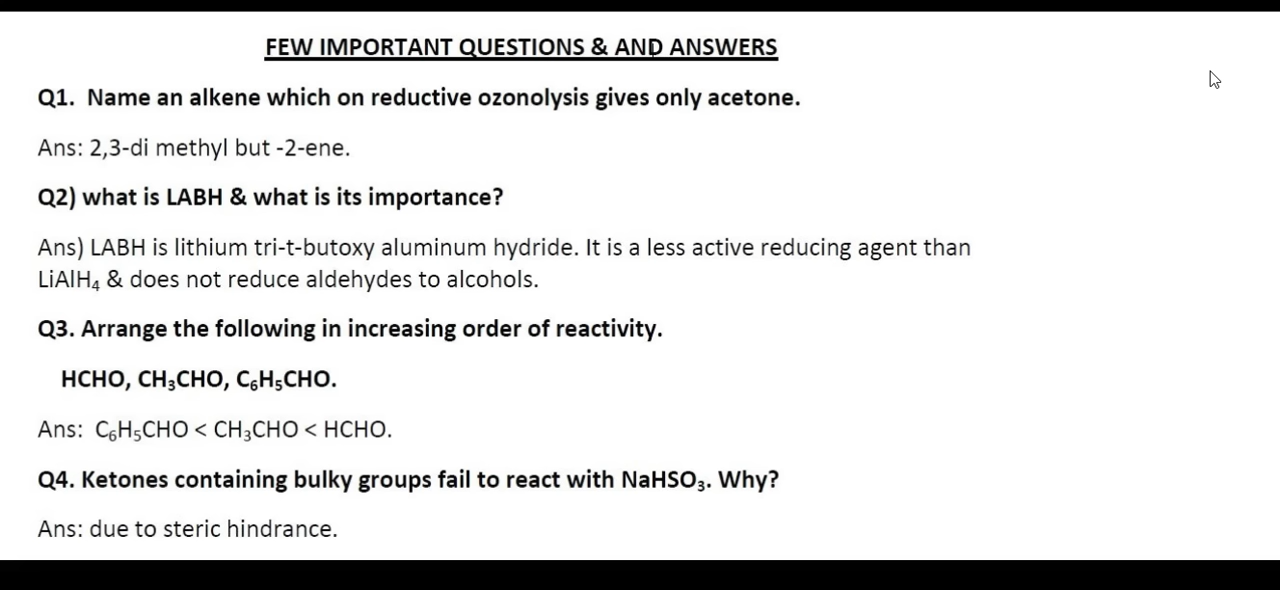 FEW IMPORTANT QUESTIONS & AND ANSWERS
Q1. Name an alkene which on reductive ozonolysis gives only acetone.
Ans: 2,3-di methyl but -2-ene.
Q2) what is LABH & what is its importance?
Ans) LABH is lithium tri-t-butoxy aluminum hydride. It is a less active reducing agent than
LiAlH₄ & does not reduce aldehydes to alcohols.
Q3. Arrange the following in increasing order of reactivity.
HCHO, CH₃CHO, C₆H₅CHO.
Ans: C₆H₅CHO < CH₃CHO < HCHO.
Q4. Ketones containing bulky groups fail to react with NaHSO₃. Why?
Ans: due to steric hindrance.